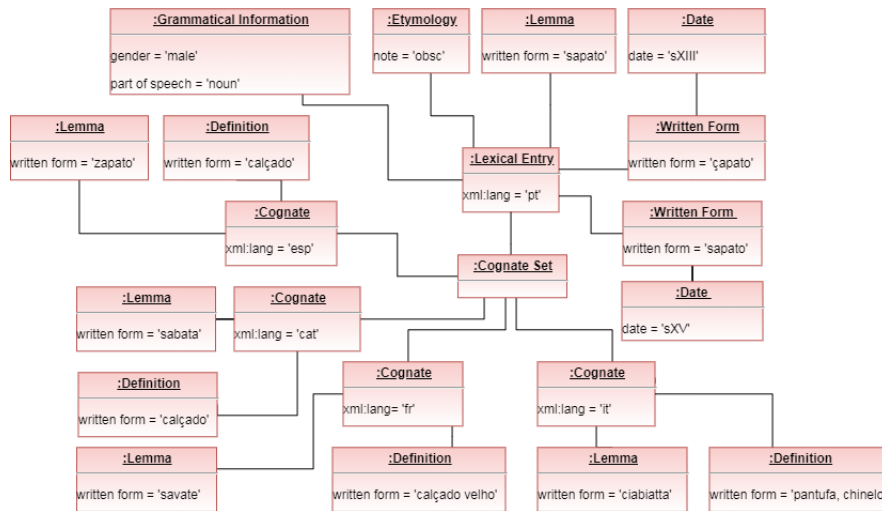 :Grammatical Information
gender = 'male'
part of speech = 'noun'
:Etymology
note = 'obsc'
:Lemma
written form = 'sapato'
:Date
date = 'sXIII'
:Lemma
written form = 'zapato'
:Definition
written form = 'calçado'
:Lexical Entry
xml:lang = 'pt'
:Written Form
written form = 'çapato'
:Cognate
xml:lang = 'esp'
:Written Form
written form = 'sapato'
:Cognate Set
:Lemma
written form = 'sabata'
:Cognate
xml:lang = 'cat'
:Date
date = 'sXV'
:Definition
written form = 'calçado'
:Cognate
xml:lang= 'fr'
:Cognate
xml:lang = 'it'
:Lemma
written form = 'savate'
:Definition
written form = 'calçado velho'
:Lemma
written form = 'ciabiatta'
:Definition
written form = 'pantufa, chinelo